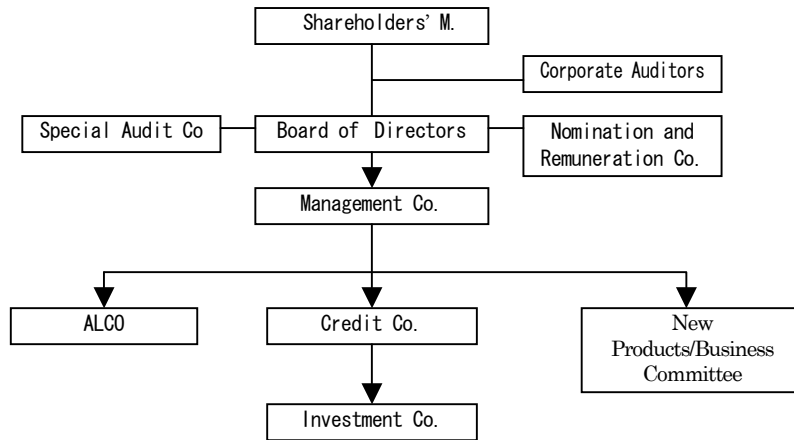 Shareholders' M.
Corporate Auditors
Special Audit Co
Board of Directors
Nomination and
Remuneration Co.
Management Co.
ALCO
Credit Co.
New
Products/Business
Committee
Investment Co.